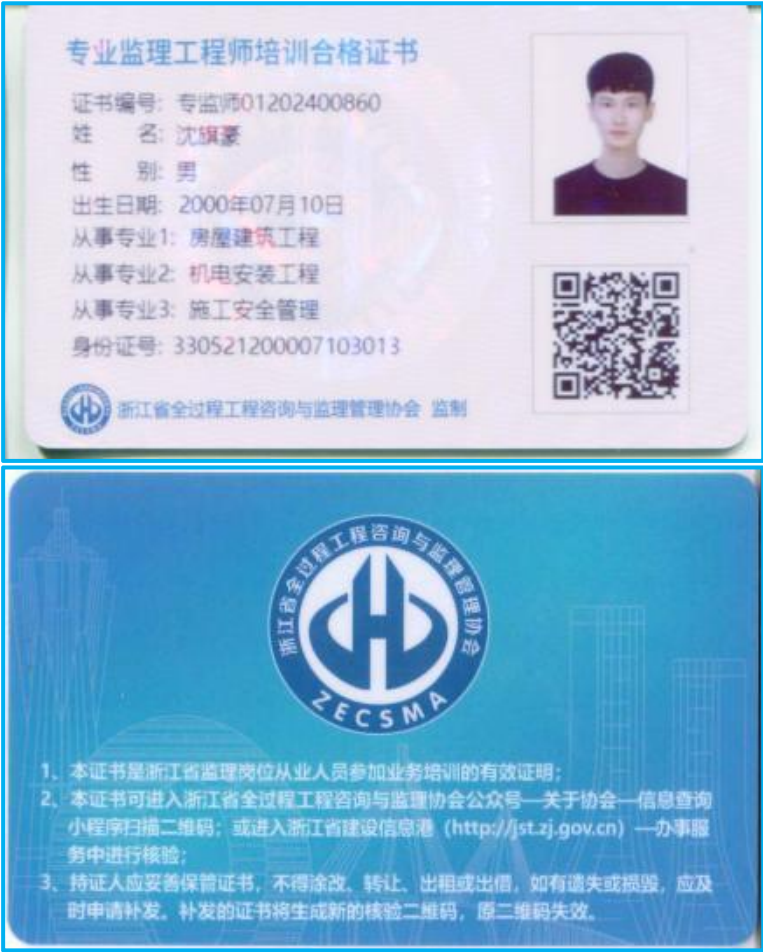 专业监理工程师培训合格证书
证书编号: 专监师01202400860
姓 名: 沈旗豪
性 别: 男
出生日期: 2000年07月10日
从事专业1: 房屋建筑工程
从事专业2: 机电安装工程
从事专业3: 施工安全管理
身份证号: 330521200007103013
浙江省全过程工程咨询与监理管理协会 监制
浙江省全过程工程咨询与监理管理协会
ZECSMA
1、本证书是浙江省监理岗位从业人员参加业务培训的有效证明；
2、本证书可进入浙江省全过程工程咨询与监理协会公众号—关于协会—信息查询
小程序扫描二维码；或进入浙江省建设信息港（http://jst.zj.gov.cn）—办事服
务中进行核验；
3、持证人应妥善保管证书，不得涂改、转让、出租或出借，如有遗失或损毁，应及
时申请补发。补发的证书将生成新的核验二维码，原二维码失效。